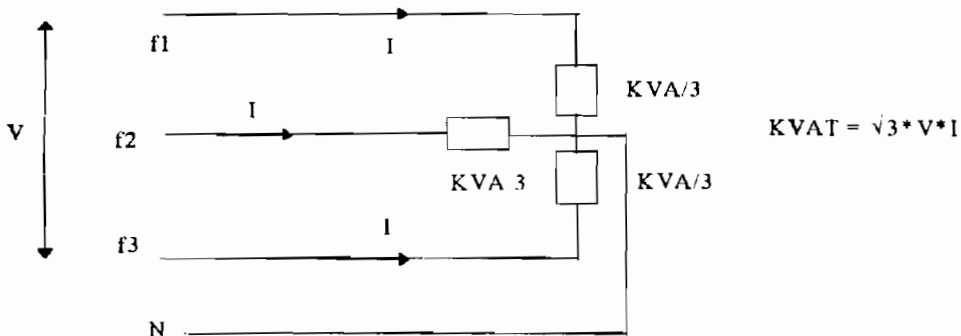 f1
I
KVA/3
I
V
f2
KVAT = √3* V*I
KVA 3
KVA/3
I
f3
N